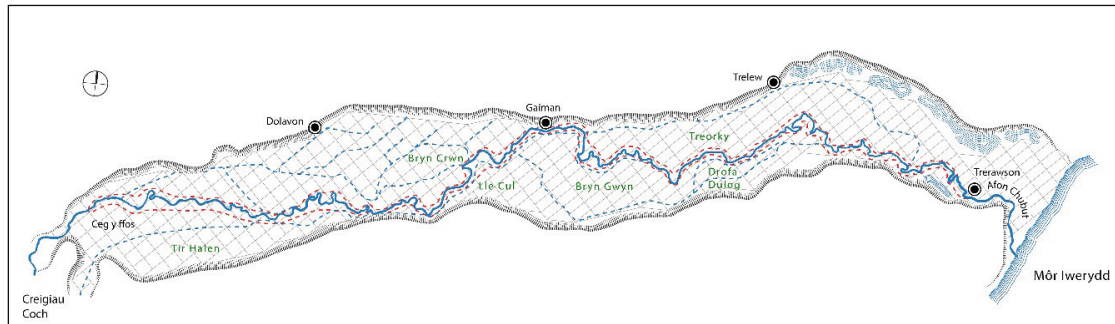 Trelew
Gaiman
Dolavon
Treorky
Bryn Crwn
Drofa
Dulog
Lle Cul
Bryn Gwyn
Trerawson
Afon Chubut
Ceg y ffos
Tir Halen
Môr Iwerydd
Creigiau
Coch